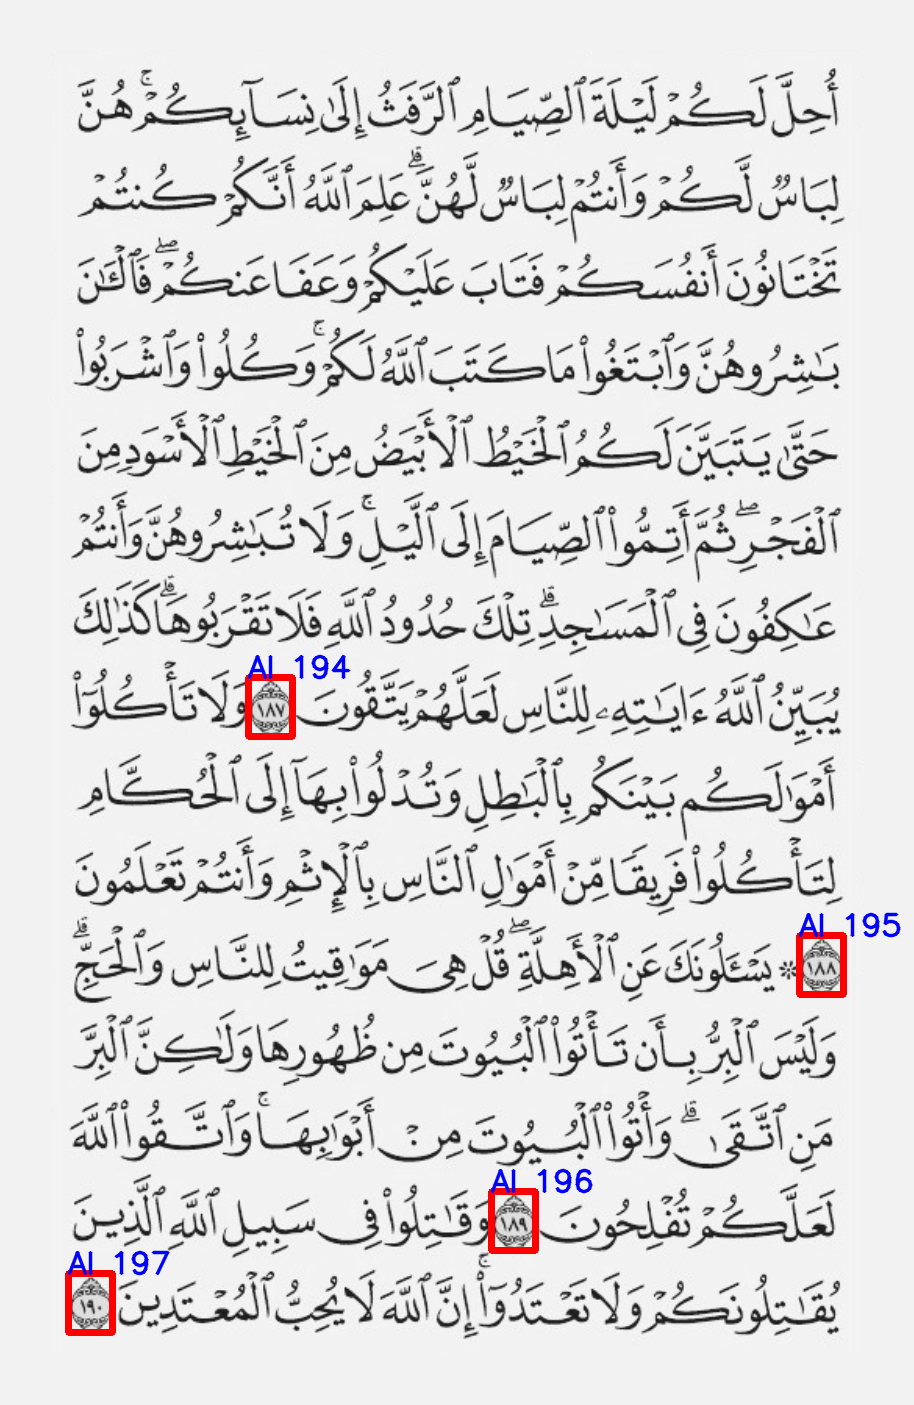 أُحِلَّ لَكُمۡ لَيۡلَةَ ٱلصِّيَامِ ٱلرَّفَثُ إِلَىٰ نِسَآئِكُمۡۚ هُنَّ
لِبَاسٞ لَّكُمۡ وَأَنتُمۡ لِبَاسٞ لَّهُنَّۗ عَلِمَ ٱللَّهُ أَنَّكُمۡ كُنتُمۡ
تَخۡتَانُونَ أَنفُسَكُمۡ فَتَابَ عَلَيۡكُمۡ وَعَفَا عَنكُمۡۖ فَٱلۡـَٰٔنَ
بَٰشِرُوهُنَّ وَٱبۡتَغُواْ مَا كَتَبَ ٱللَّهُ لَكُمۡۚ وَكُلُواْ وَٱشۡرَبُواْ
حَتَّىٰ يَتَبَيَّنَ لَكُمُ ٱلۡخَيۡطُ ٱلۡأَبۡيَضُ مِنَ ٱلۡخَيۡطِ ٱلۡأَسۡوَدِ مِنَ
ٱلۡفَجۡرِۖ ثُمَّ أَتِمُّواْ ٱلصِّيَامَ إِلَى ٱلَّيۡلِۚ وَلَا تُبَٰشِرُوهُنَّ وَأَنتُمۡ
عَٰكِفُونَ فِي ٱلۡمَسَٰجِدِۗ تِلۡكَ حُدُودُ ٱللَّهِ فَلَا تَقۡرَبُوهَاۗ كَذَٰلِكَ
AI 194
يُبَيِّنُ ٱللَّهُ ءَايَٰتِهِۦ لِلنَّاسِ لَعَلَّهُمۡ يَتَّقُونَ ١٨٧ وَلَا تَأۡكُلُوٓاْ
أَمۡوَٰلَكُم بَيۡنَكُم بِٱلۡبَٰطِلِ وَتُدۡلُواْ بِهَآ إِلَى ٱلۡحُكَّامِ
لِتَأۡكُلُواْ فَرِيقٗا مِّنۡ أَمۡوَٰلِ ٱلنَّاسِ بِٱلۡإِثۡمِ وَأَنتُمۡ تَعۡلَمُونَ
AI 195
١٨٨ ۞ يَسۡـَٔلُونَكَ عَنِ ٱلۡأَهِلَّةِۖ قُلۡ هِيَ مَوَٰقِيتُ لِلنَّاسِ وَٱلۡحَجِّۗ
وَلَيۡسَ ٱلۡبِرُّ بِأَن تَأۡتُواْ ٱلۡبُيُوتَ مِن ظُهُورِهَا وَلَٰكِنَّ ٱلۡبِرَّ
مَنِ ٱتَّقَىٰۗ وَأۡتُواْ ٱلۡبُيُوتَ مِنۡ أَبۡوَٰبِهَاۚ وَٱتَّقُواْ ٱللَّهَ
AI 196
لَعَلَّكُمۡ تُفۡلِحُونَ ١٨٩ وَقَٰتِلُواْ فِي سَبِيلِ ٱللَّهِ ٱلَّذِينَ
AI 197
يُقَٰتِلُونَكُمۡ وَلَا تَعۡتَدُوٓاْۚ إِنَّ ٱللَّهَ لَا يُحِبُّ ٱلۡمُعۡتَدِينَ ١٩٠